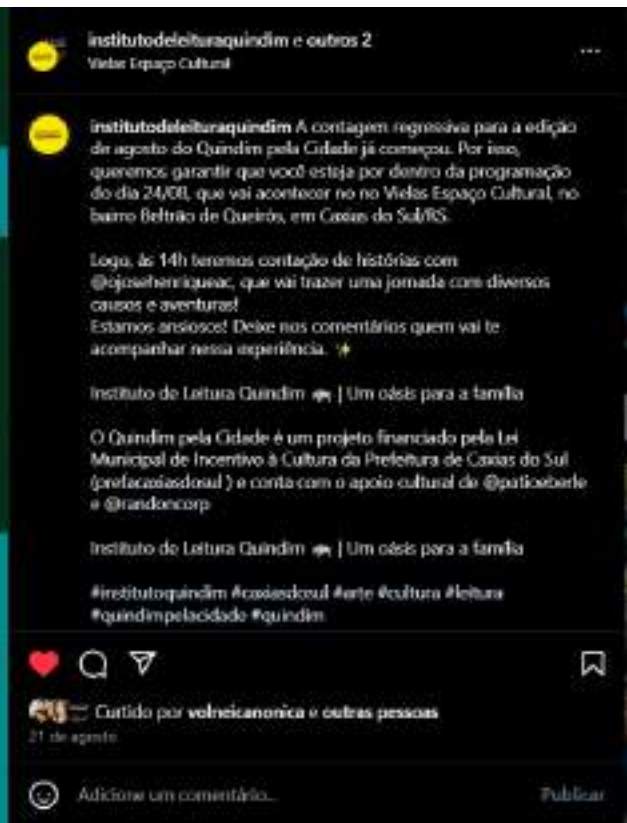 institutodeleituraquindim e outros 2
Vielas Espaço Cultural
institutodeleituraquindim A contagem regressiva para a edição
de agosto do Quindim pela Cidade já começou. Por isso,
queremos garantir que você esteja por dentro da programação
do dia 24/08, que vai acontecer no no Vielas Espaço Cultural, no
bairro Beltrão de Queirós, em Caxias do Sul/RS.
Logo, às 14h teremos contação de histórias com
@ojosehenriqueac, que vai trazer uma jornada com diversos
causos e aventuras!
Estamos ansiosos! Deixe nos comentários quem vai te
acompanhar nessa experiência. ✨
Instituto de Leitura Quindim 🦛 | Um oásis para a família
O Quindim pela Cidade é um projeto financiado pela Lei
Municipal de Incentivo à Cultura da Prefeitura de Caxias do Sul
(prefacaxiasdosul ) e conta com o apoio cultural de @paticeberle
e @randoncorp
Instituto de Leitura Quindim 🦛 | Um oásis para a família
#institutoquindim #caxiasdosul #arte #cultura #leitura
#quindimpelacidade #quindim
Curtido por volneicanonica e outras pessoas
21 de agosto
Adicione um comentário...
Publicar